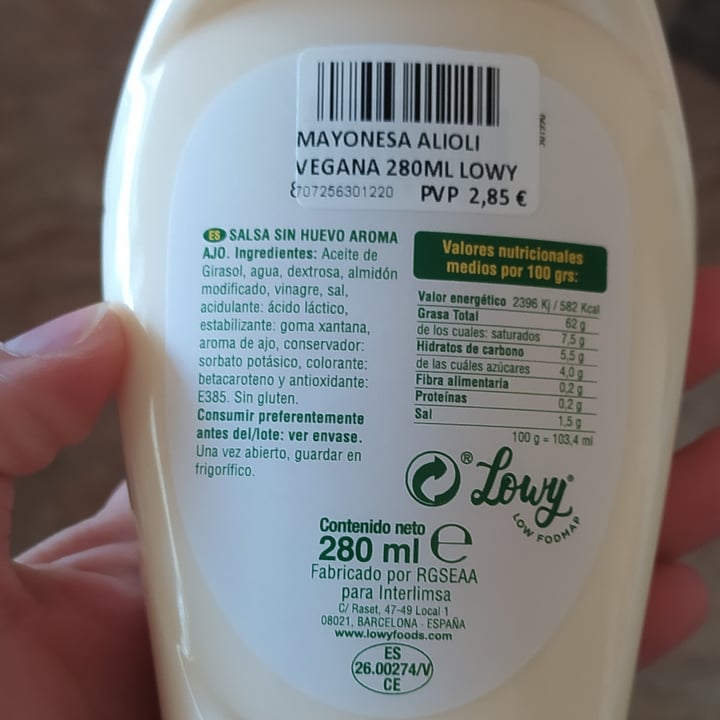 MAYONESA ALIOLI
VEGANA 280ML LOWY
8707256301220 PVP 2,85 €
ES SALSA SIN HUEVO AROMA
AJO. Ingredientes: Aceite de
Girasol, agua, dextrosa, almidón
modificado, vinagre, sal,
acidulante: ácido láctico,
estabilizante: goma xantana,
aroma de ajo, conservador:
sorbato potásico, colorante:
betacaroteno y antioxidante:
E385. Sin gluten.
Consumir preferentemente
antes del/lote: ver envase.
Una vez abierto, guardar en
frigorífico.
Valores nutricionales
medios por 100 grs:
Valor energético 2396 Kj / 582 Kcal
Grasa Total 62 g
de los cuales: saturados 7,5 g
Hidratos de carbono 5,5 g
de las cuáles azúcares 4,0 g
Fibra alimentaria 0,2 g
Proteínas 0,2 g
Sal 1,5 g
100 g = 103,4 ml
® Lowy®
LOW FODMAP
Contenido neto
280 ml e
Fabricado por RGSEAA
para Interlimsa
C/ Raset, 47-49 Local 1
08021, BARCELONA - ESPAÑA
www.lowyfoods.com
ES
26.00274/V
CE